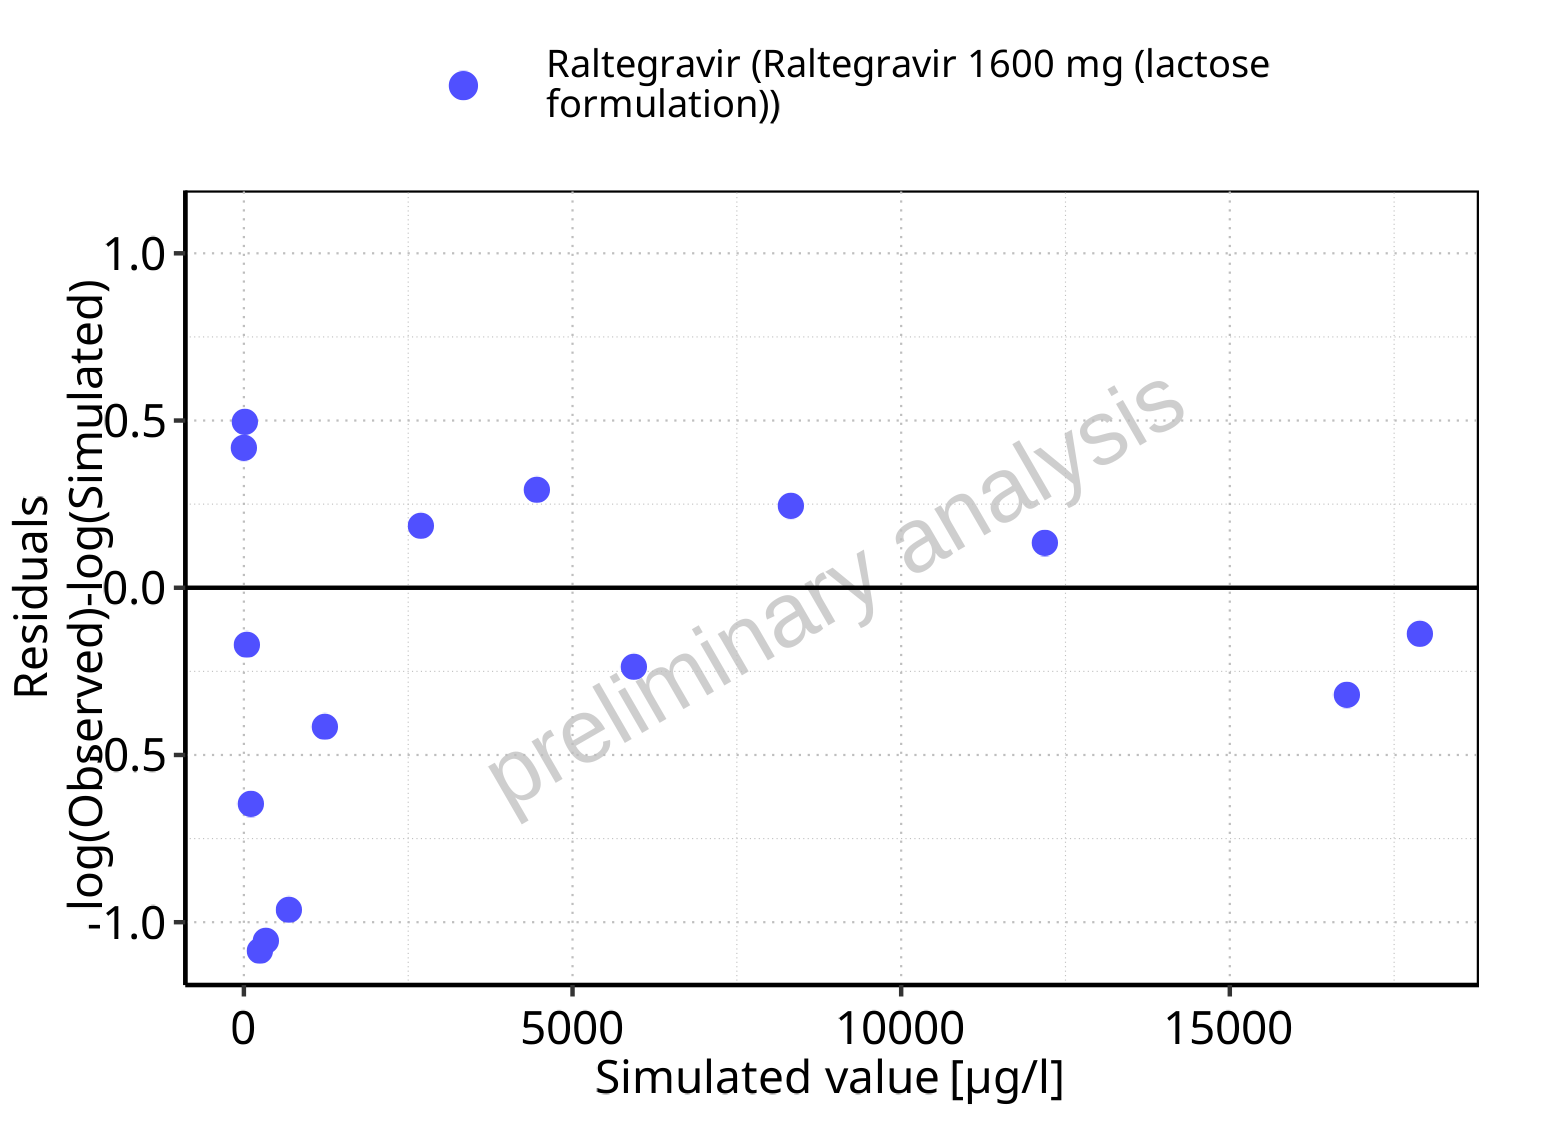 Raltegravir (Raltegravir 1600 mg (lactose
formulation))
1.0
0.5
0.0
-0.5
-1.0
Residuals
log(Observed)-log(Simulated)
preliminary analysis
0 5000 10000 15000
Simulated value [µg/l]